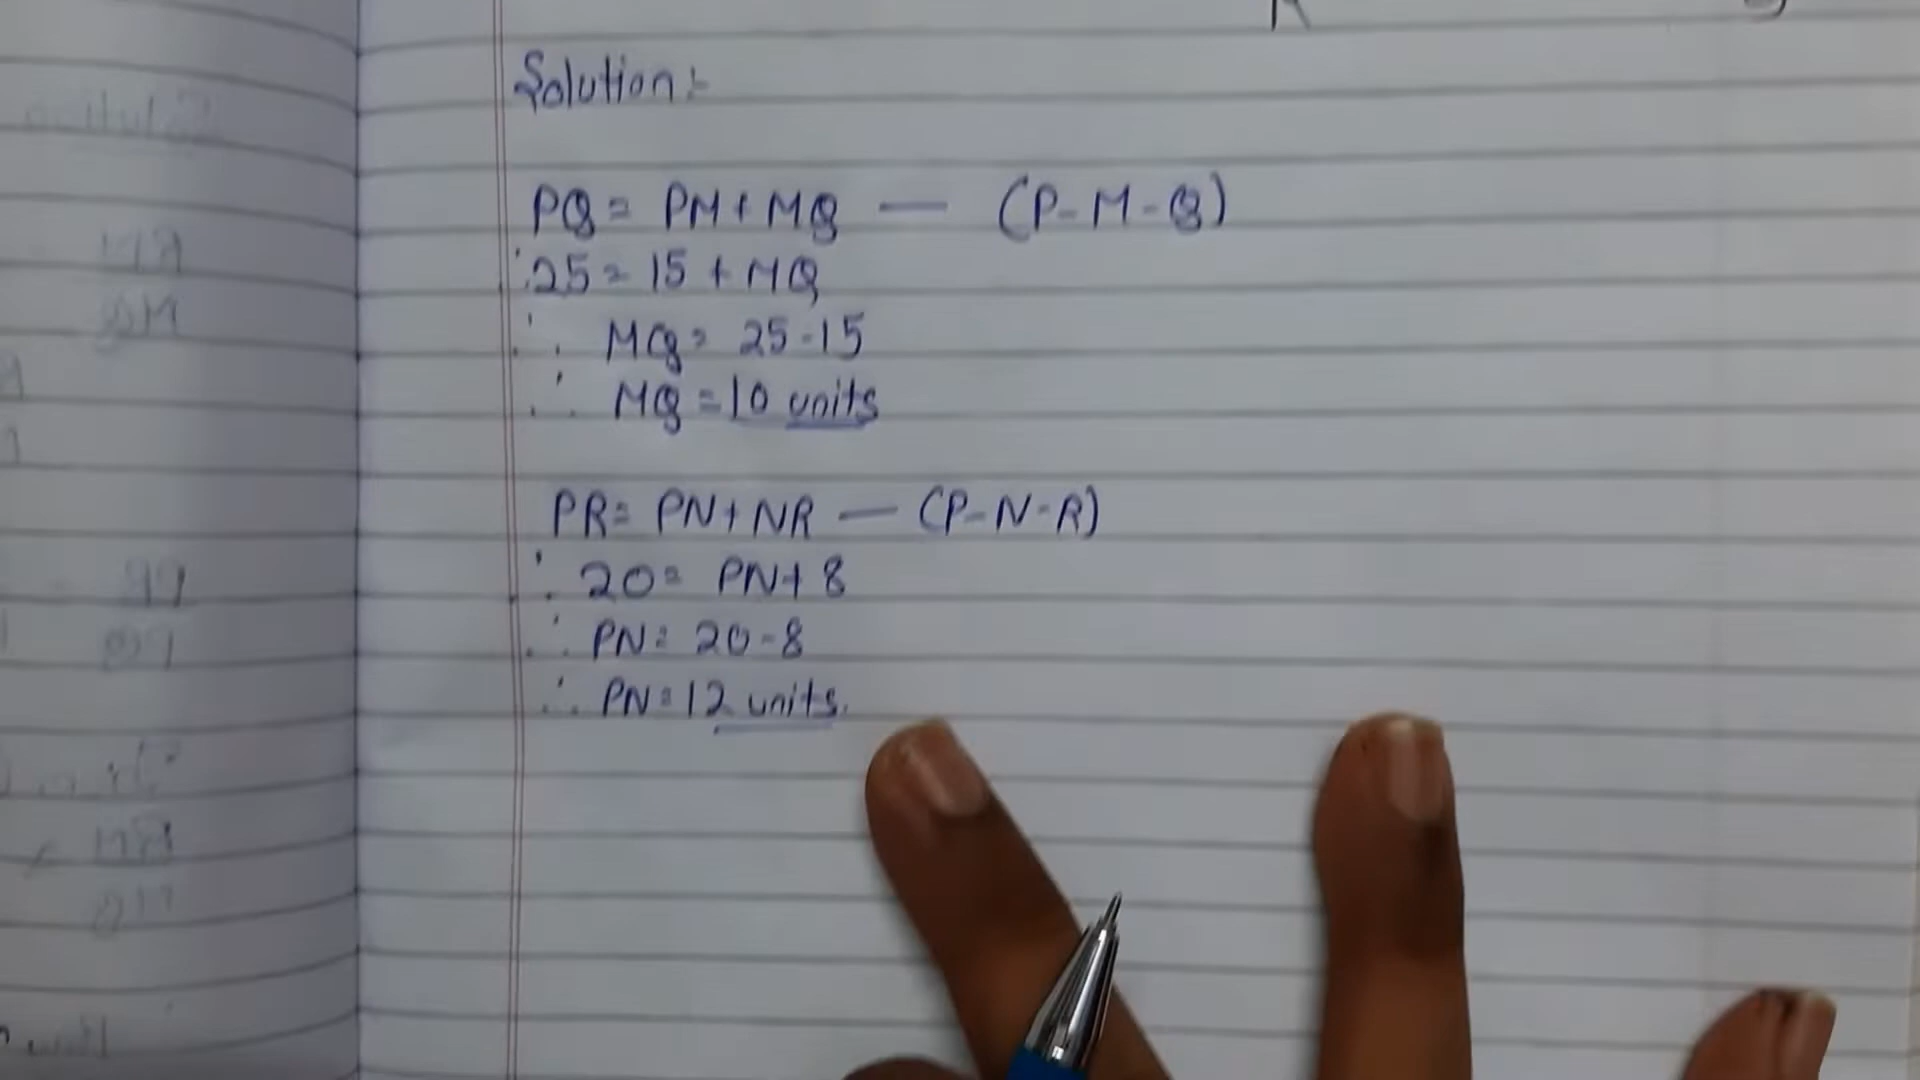 Solution:-
PQ = PM + MQ — (P-M-Q)
∴ 25 = 15 + MQ
∴ MQ = 25-15
∴ MQ = 10 units
PR = PN + NR — (P-N-R)
∴ 20 = PN + 8
∴ PN = 20-8
∴ PN = 12 units.